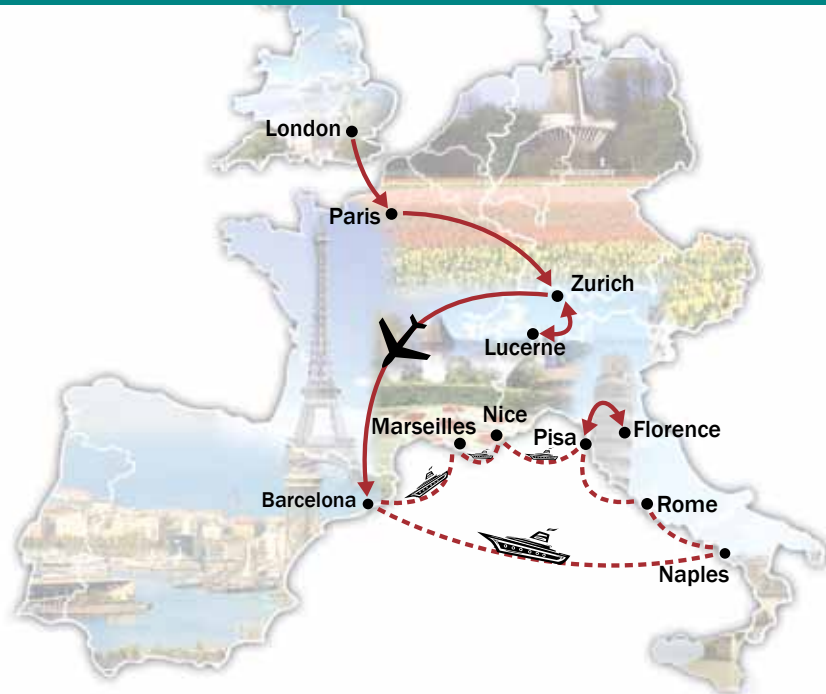 London
Paris
Zurich
Lucerne
Nice
Marseilles
Pisa
Florence
Barcelona
Rome
Naples